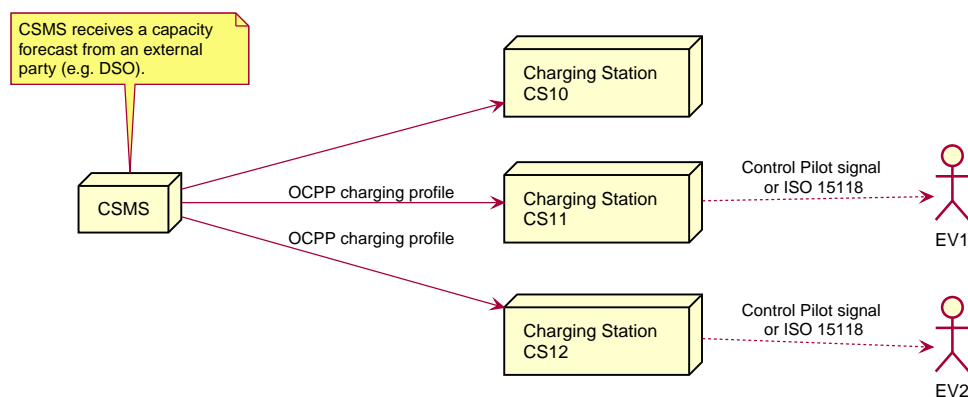 CSMS receives a capacity
forecast from an external
party (e.g. DSO).
CSMS
Charging Station
CS10
OCPP charging profile
Charging Station
CS11
Control Pilot signal
or ISO 15118
EV1
OCPP charging profile
Charging Station
CS12
Control Pilot signal
or ISO 15118
EV2